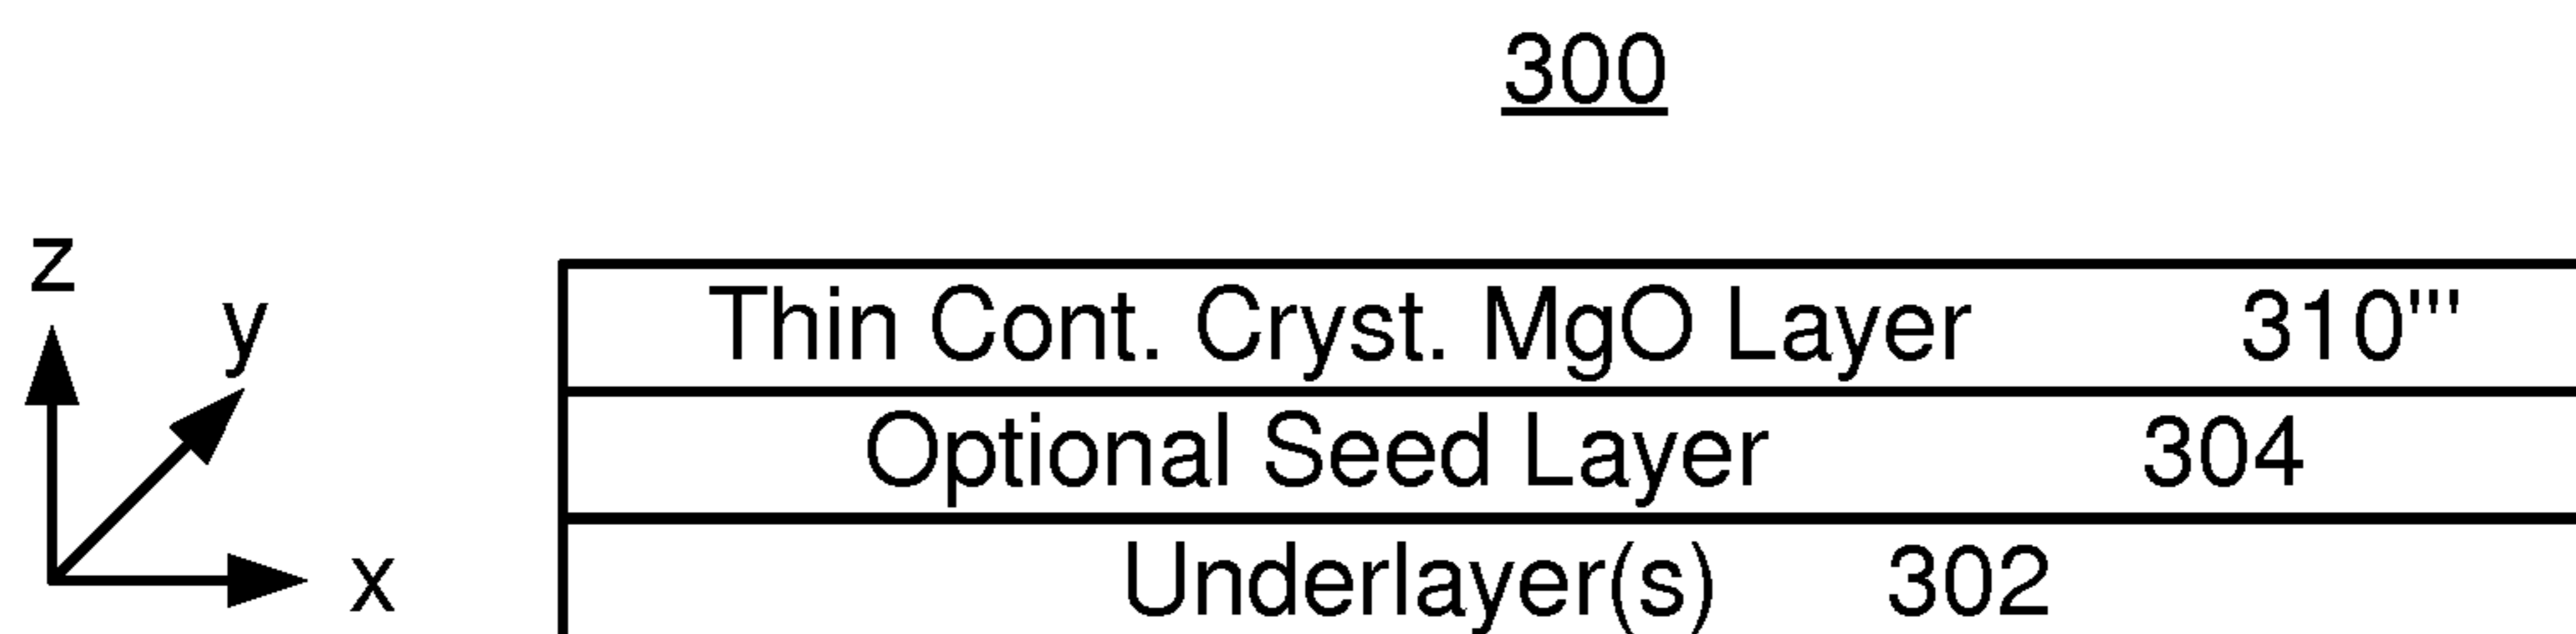 300
z
y
x
Thin Cont. Cryst. MgO Layer 310'''
Optional Seed Layer 304
Underlayer(s) 302